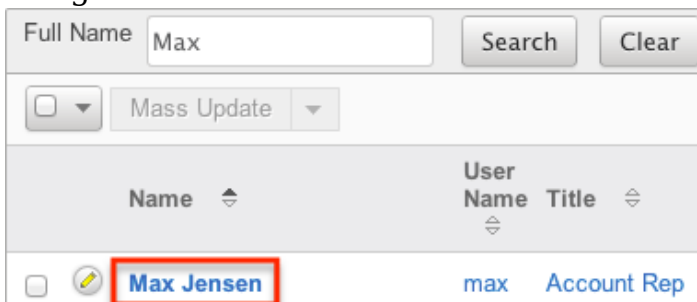 Full Name Max Search Clear
Mass Update
User
Name Name Title
Max Jensen max Account Rep